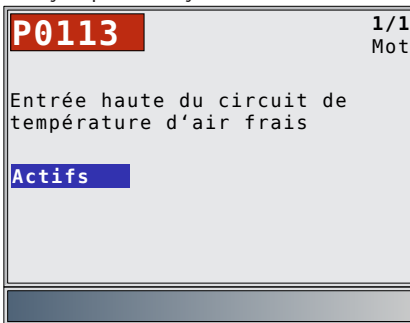 P0113
1/1
Mot
Entrée haute du circuit de
température d‘air frais
Actifs